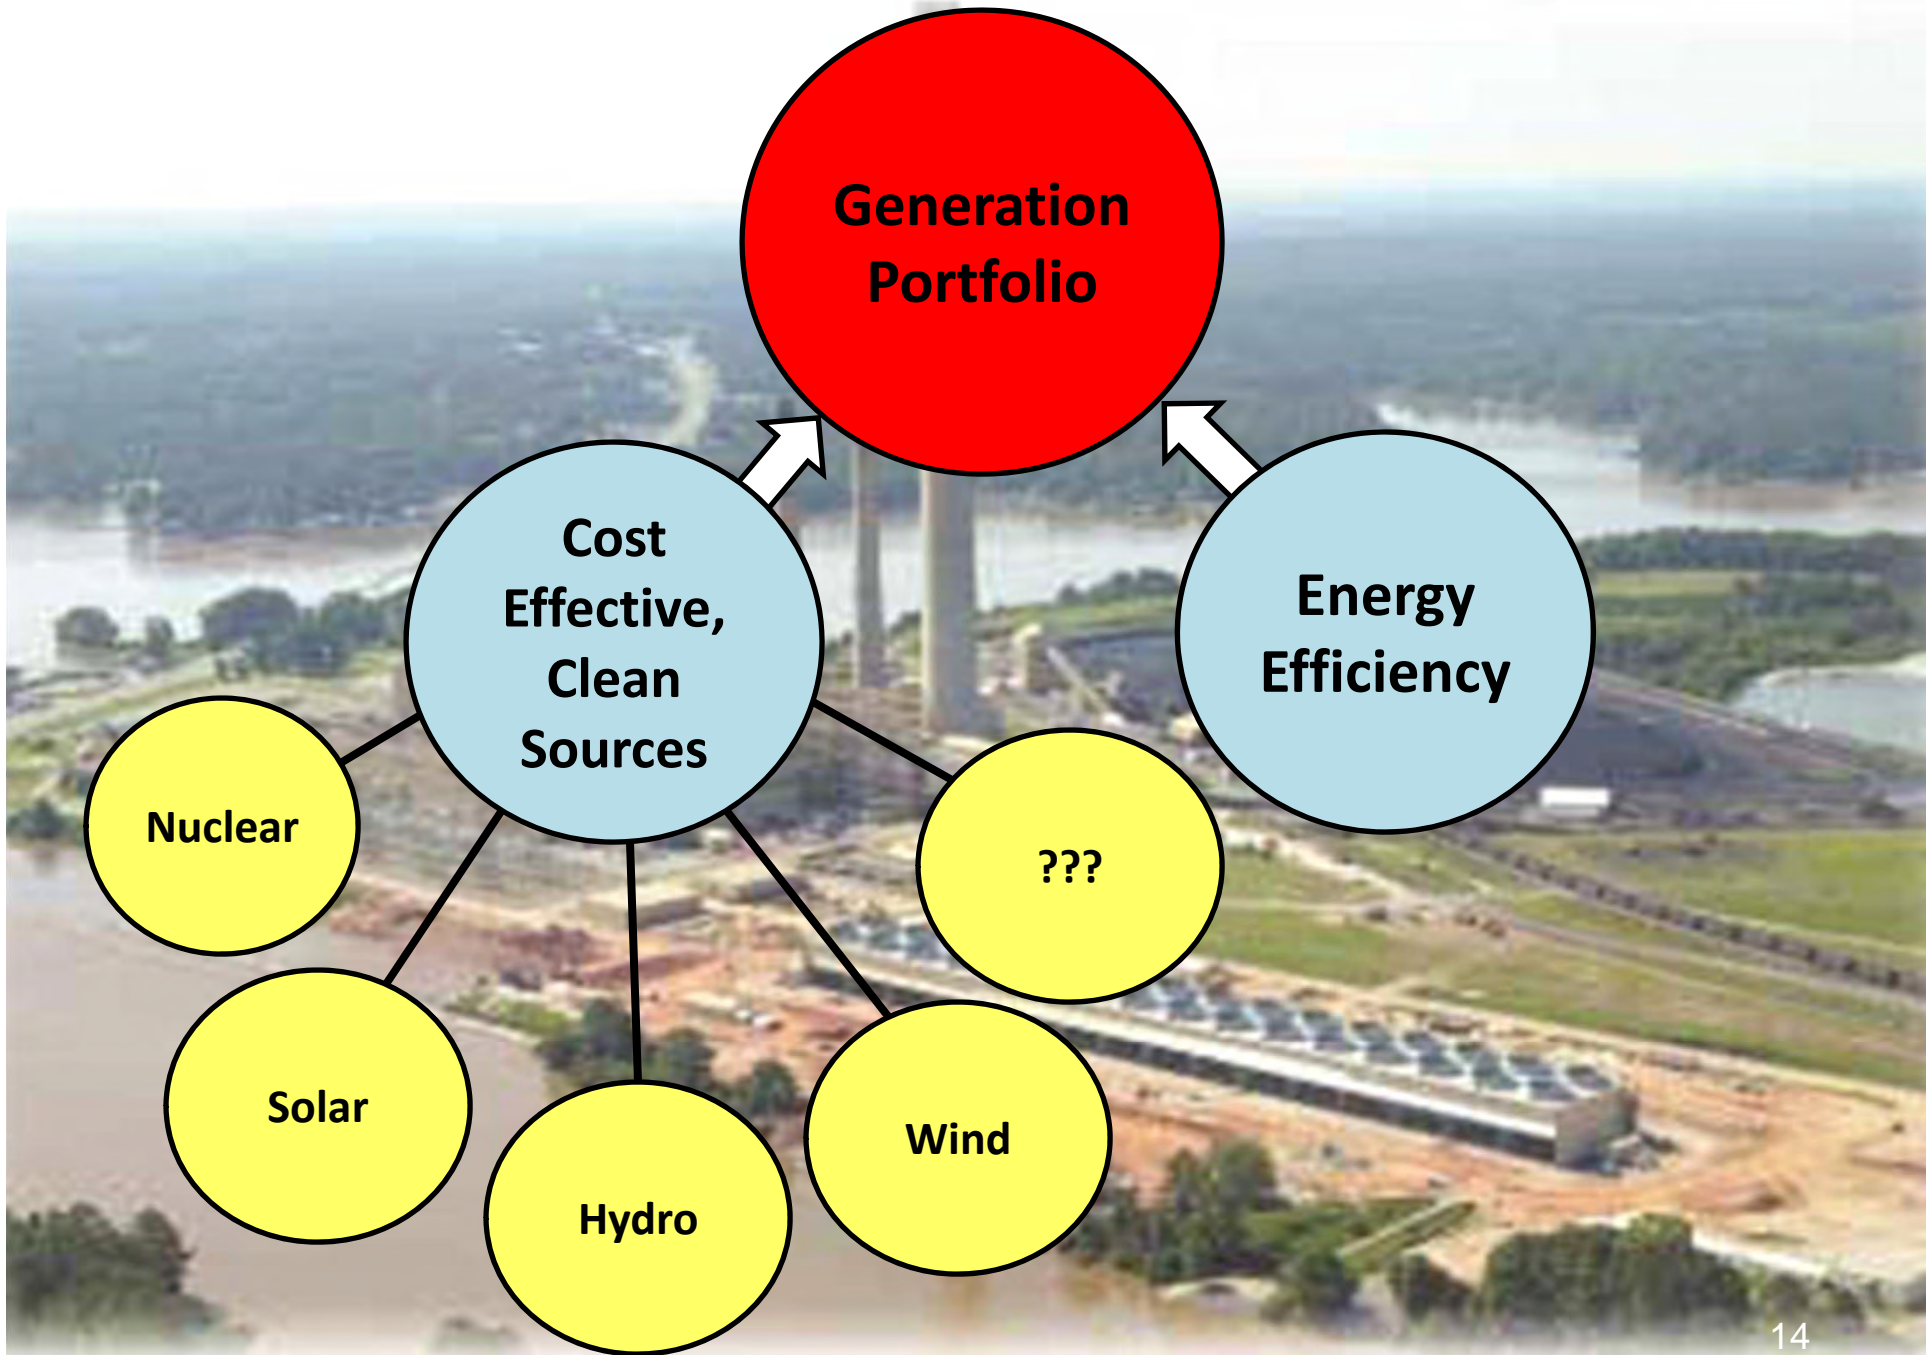 Generation
Portfolio
Cost
Effective,
Clean
Sources
Energy
Efficiency
Nuclear
???
Solar
Wind
Hydro
14